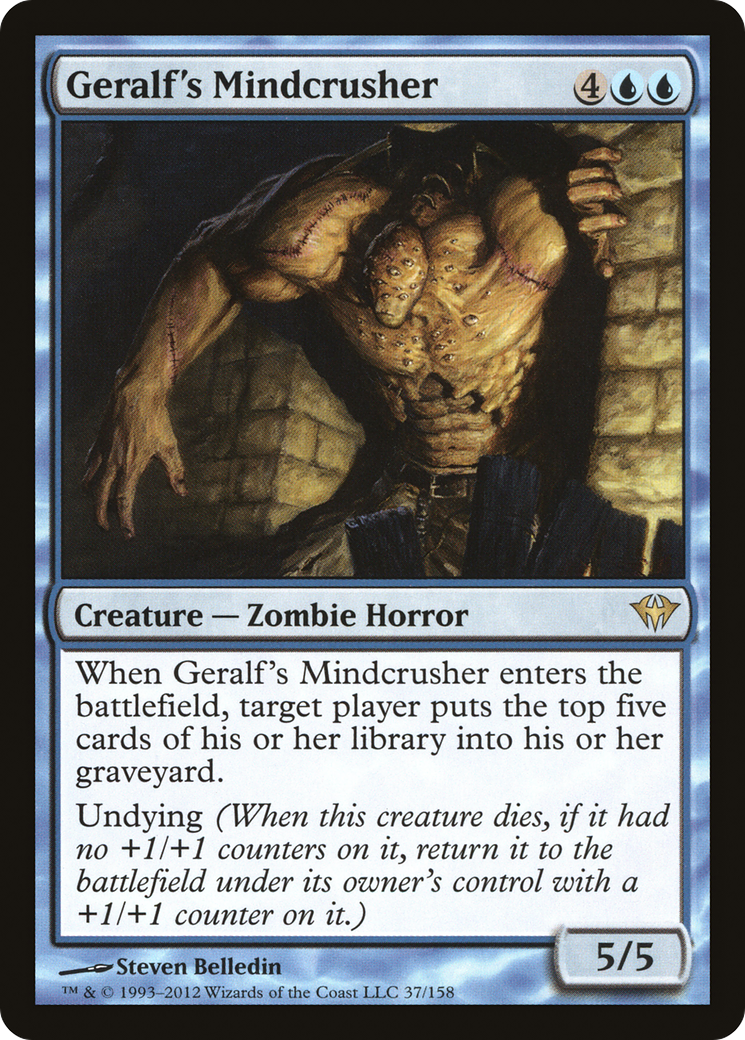 Geralf's Mindcrusher
4
Creature — Zombie Horror
When Geralf's Mindcrusher enters the
battlefield, target player puts the top five
cards of his or her library into his or her
graveyard.
Undying (When this creature dies, if it had
no +1/+1 counters on it, return it to the
battlefield under its owner's control with a
+1/+1 counter on it.)
5/5
Steven Belledin
™ & © 1993–2012 Wizards of the Coast LLC 37/158